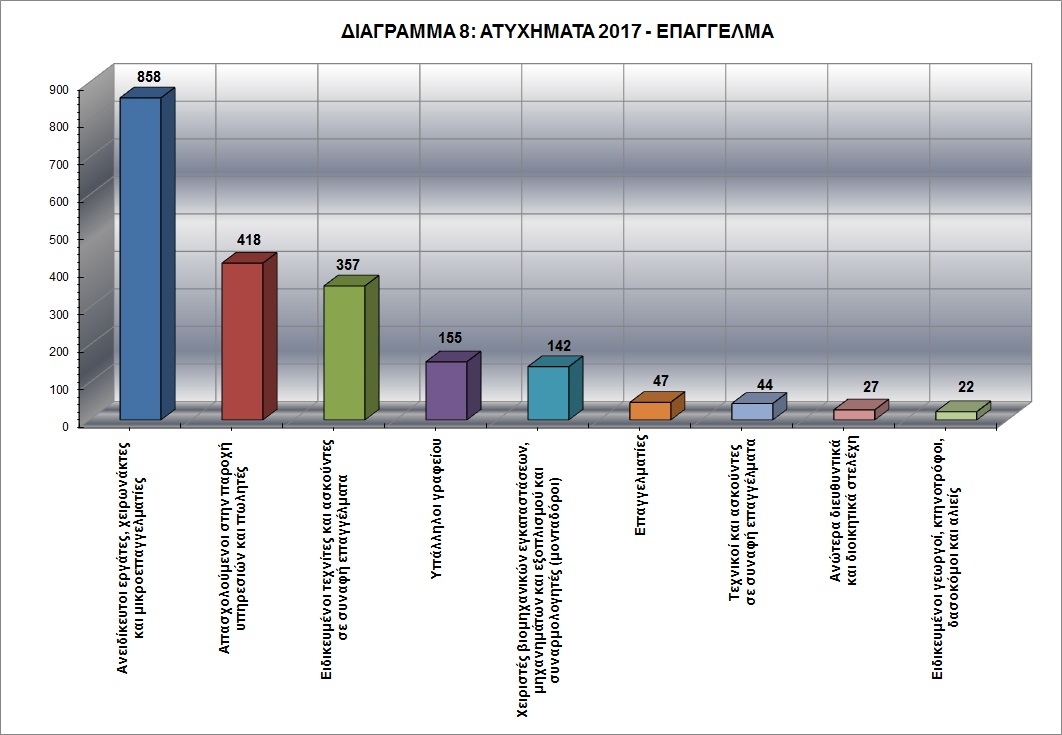 ΔΙΑΓΡΑΜΜΑ 8: ΑΤΥΧΗΜΑΤΑ 2017 - ΕΠΑΓΓΕΛΜΑ
900
800
700
600
500
400
300
200
100
0
858
418
357
155
142
47
44
27
22
Ανειδίκευτοι εργάτες, χειρωνάκτες
και μικροεπαγγελματίες
Απασχολούμενοι στην παροχή
υπηρεσιών και πωλητές
Ειδικευμένοι τεχνίτες και ασκούντες
σε συναφή επαγγέλματα
Υπάλληλοι γραφείου
Χειριστές βιομηχανικών εγκαταστάσεων,
μηχανημάτων και εξοπλισμού και
συναρμολογητές (μονταδόροι)
Επαγγελματίες
Τεχνικοί και ασκούντες
σε συναφή επαγγέλματα
Ανώτερα διευθυντικά
και διοικητικά στελέχη
Ειδικευμένοι γεωργοί, κτηνοτρόφοι,
δασοκόμοι και αλιείς